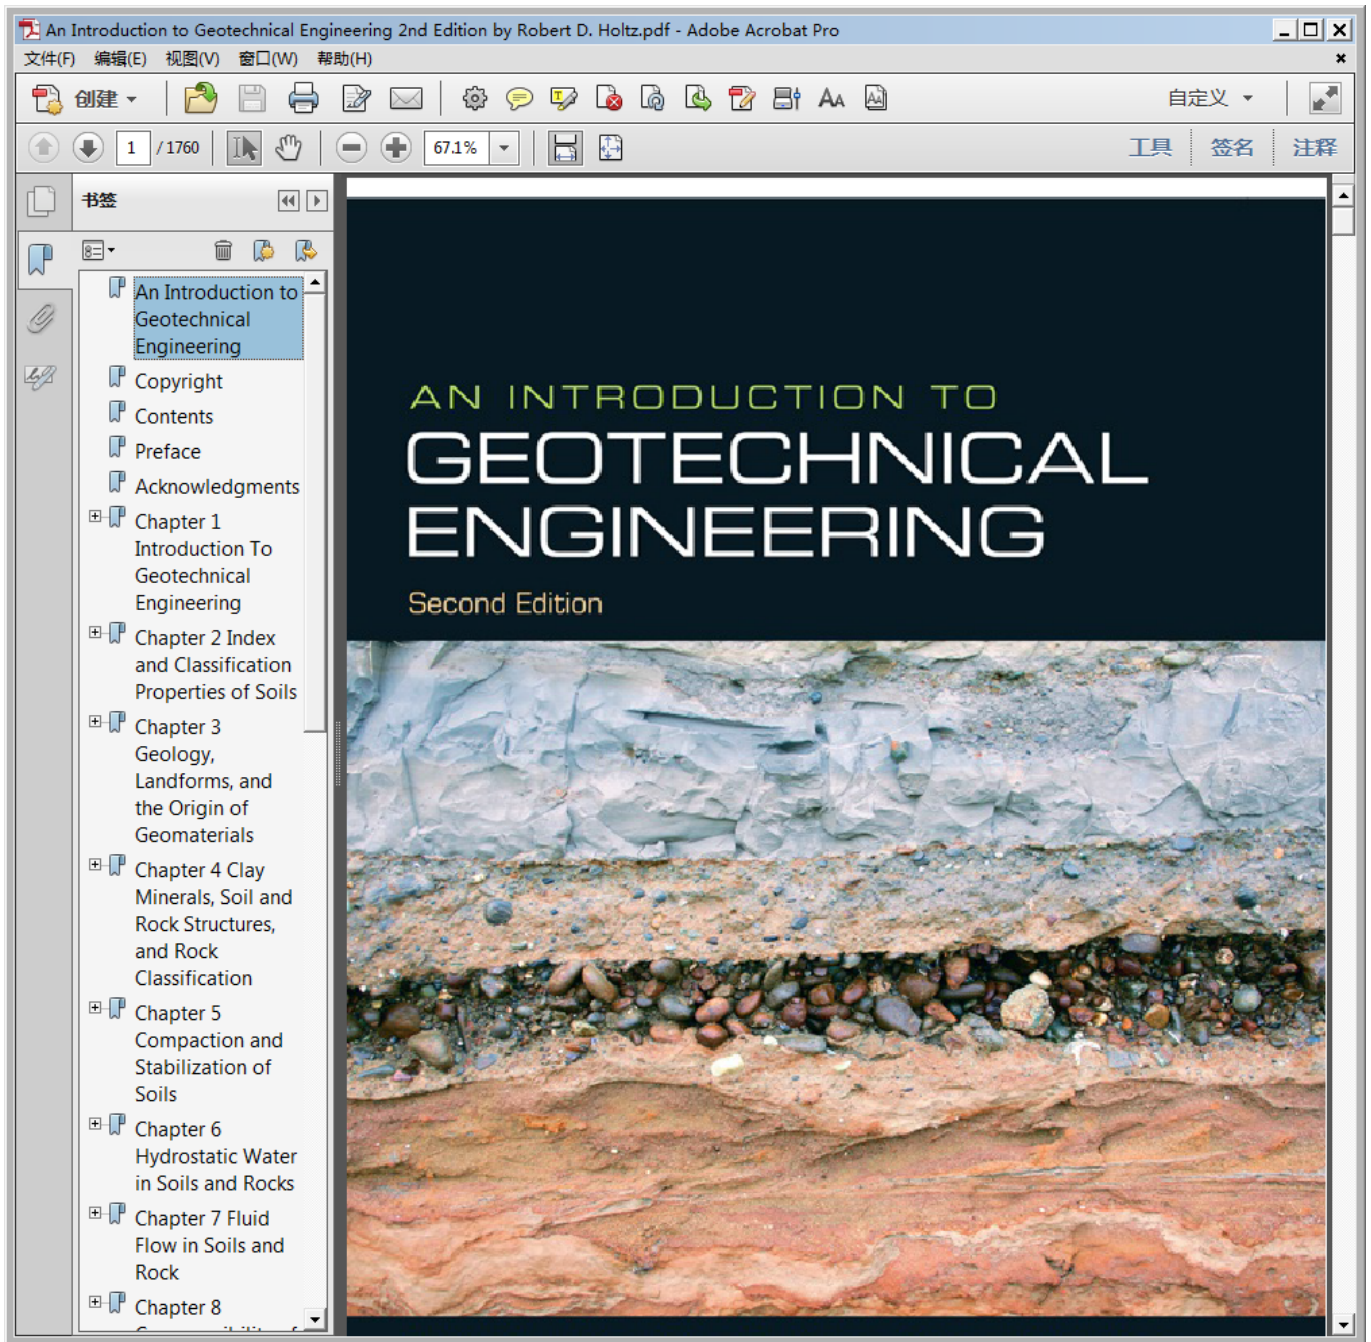 An Introduction to Geotechnical Engineering 2nd Edition by Robert D. Holtz.pdf - Adobe Acrobat Pro
文件(F) 编辑(E) 视图(V) 窗口(W) 帮助(H)
创建
自定义
1 / 1760
67.1%
工具 签名 注释
书签
An Introduction to
Geotechnical
Engineering
Copyright
Contents
Preface
Acknowledgments
Chapter 1
Introduction To
Geotechnical
Engineering
Chapter 2 Index
and Classification
Properties of Soils
Chapter 3
Geology,
Landforms, and
the Origin of
Geomaterials
Chapter 4 Clay
Minerals, Soil and
Rock Structures,
and Rock
Classification
Chapter 5
Compaction and
Stabilization of
Soils
Chapter 6
Hydrostatic Water
in Soils and Rocks
Chapter 7 Fluid
Flow in Soils and
Rock
Chapter 8
AN INTRODUCTION TO
GEOTECHNICAL
ENGINEERING
Second Edition